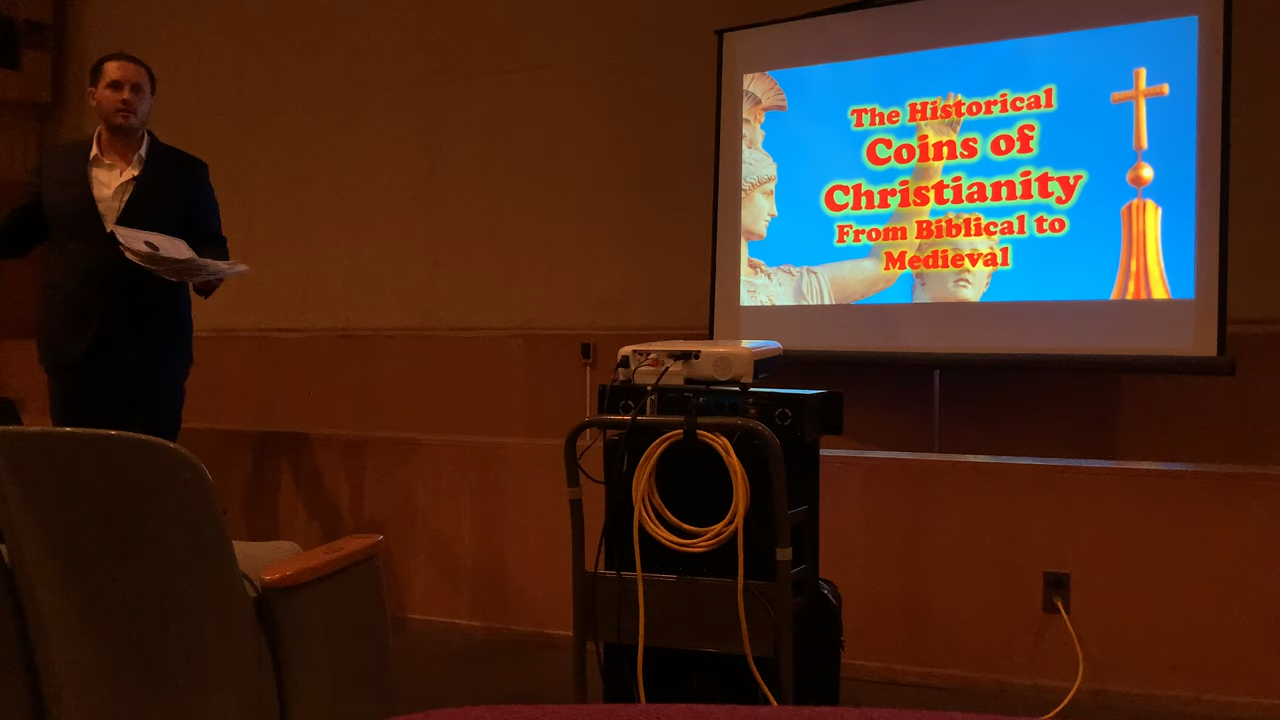 The Historical
Coins of
Christianity
From Biblical to
Medieval